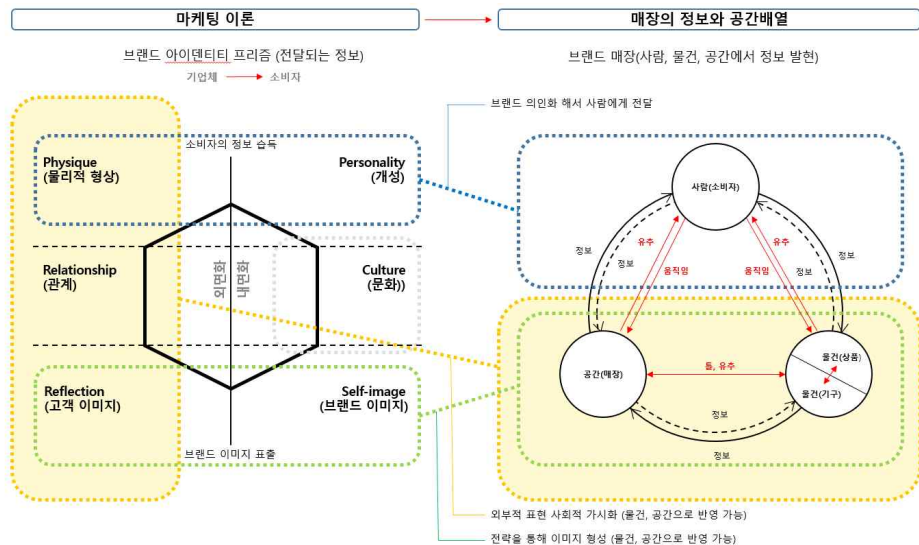 마케팅 이론
매장의 정보와 공간배열
브랜드 아이덴티티 프리즘 (전달되는 정보)
기업체
소비자
브랜드 매장(사람, 물건, 공간에서 정보 발현)
브랜드 의인화 해서 사람에게 전달
소비자의 정보 습득
Physique
(물리적 형상)
Personality
(개성)
Relationship
(관계)
외면화
내면화
Culture
(문화))
Reflection
(고객 이미지)
Self-image
(브랜드 이미지)
브랜드 이미지 표출
사람(소비자)
정보
유추
정보
움직임
유추
움직임
정보
정보
공간(매장)
틀, 유추
물건(상품)
물건(기구)
정보
정보
외부적 표현 사회적 가시화 (물건, 공간으로 반영 가능)
전략을 통해 이미지 형성 (물건, 공간으로 반영 가능)